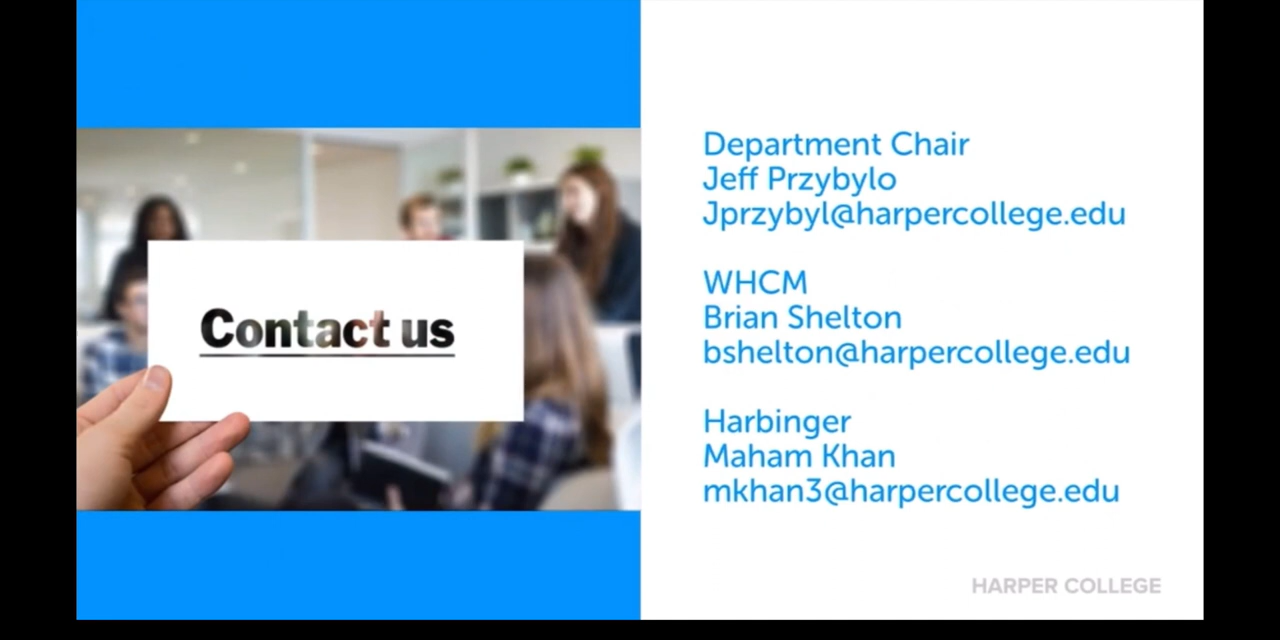 Contact us
Department Chair
Jeff Przybylo
Jprzybyl@harpercollege.edu
WHCM
Brian Shelton
bshelton@harpercollege.edu
Harbinger
Maham Khan
mkhan3@harpercollege.edu
HARPER COLLEGE